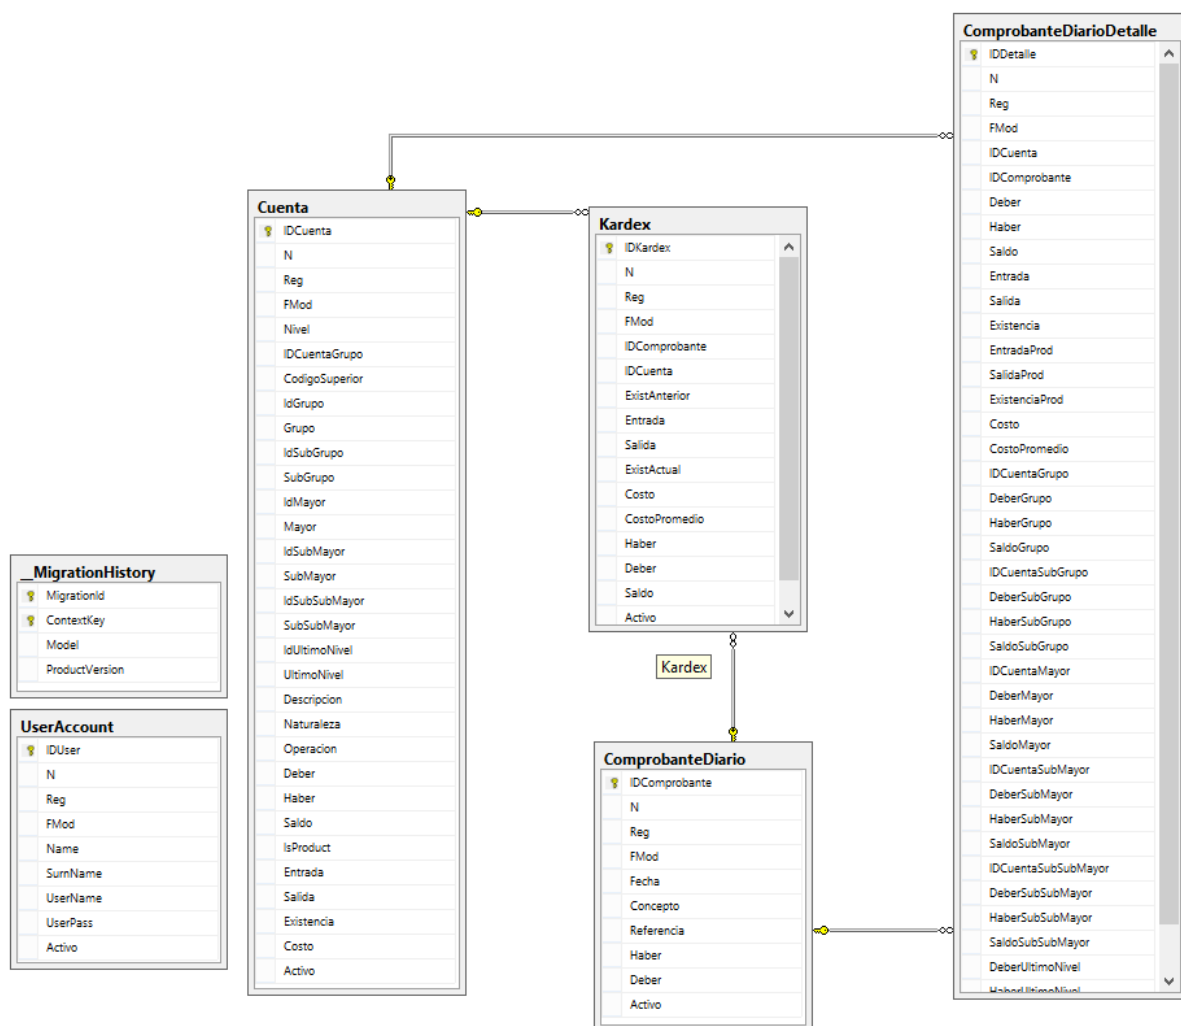 ComprobanteDiarioDetalle
IDDetalle
N
Reg
FMod
IDCuenta
IDComprobante
Deber
Haber
Saldo
Entrada
Salida
Existencia
EntradaProd
SalidaProd
ExistenciaProd
Costo
CostoPromedio
IDCuentaGrupo
DeberGrupo
HaberGrupo
SaldoGrupo
IDCuentaSubGrupo
DeberSubGrupo
HaberSubGrupo
SaldoSubGrupo
IDCuentaMayor
DeberMayor
HaberMayor
SaldoMayor
IDCuentaSubMayor
DeberSubMayor
HaberSubMayor
SaldoSubMayor
IDCuentaSubSubMayor
DeberSubSubMayor
HaberSubSubMayor
SaldoSubSubMayor
DeberUltimoNivel
HaberUltimoNivel
Cuenta
IDCuenta
N
Reg
FMod
Nivel
IDCuentaGrupo
CodigoSuperior
IdGrupo
Grupo
IdSubGrupo
SubGrupo
IdMayor
Mayor
IdSubMayor
SubMayor
IdSubSubMayor
SubSubMayor
IdUltimoNivel
UltimoNivel
Descripcion
Naturaleza
Operacion
Deber
Haber
Saldo
IsProduct
Entrada
Salida
Existencia
Costo
Activo
Kardex
IDKardex
N
Reg
FMod
IDComprobante
IDCuenta
ExistAnterior
Entrada
Salida
ExistActual
Costo
CostoPromedio
Haber
Deber
Saldo
Activo
Kardex
__MigrationHistory
MigrationId
ContextKey
Model
ProductVersion
UserAccount
IDUser
N
Reg
FMod
Name
SurnName
UserName
UserPass
Activo
ComprobanteDiario
IDComprobante
N
Reg
FMod
Fecha
Concepto
Referencia
Haber
Deber
Activo